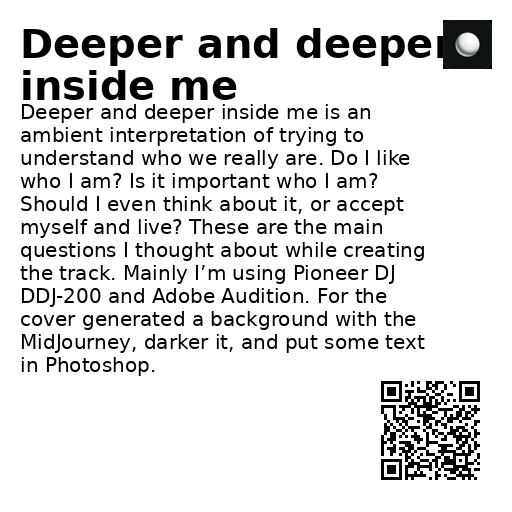 Deeper and deeper
inside me
Deeper and deeper inside me is an
ambient interpretation of trying to
understand who we really are. Do I like
who I am? Is it important who I am?
Should I even think about it, or accept
myself and live? These are the main
questions I thought about while creating
the track. Mainly I’m using Pioneer DJ
DDJ-200 and Adobe Audition. For the
cover generated a background with the
MidJourney, darker it, and put some text
in Photoshop.